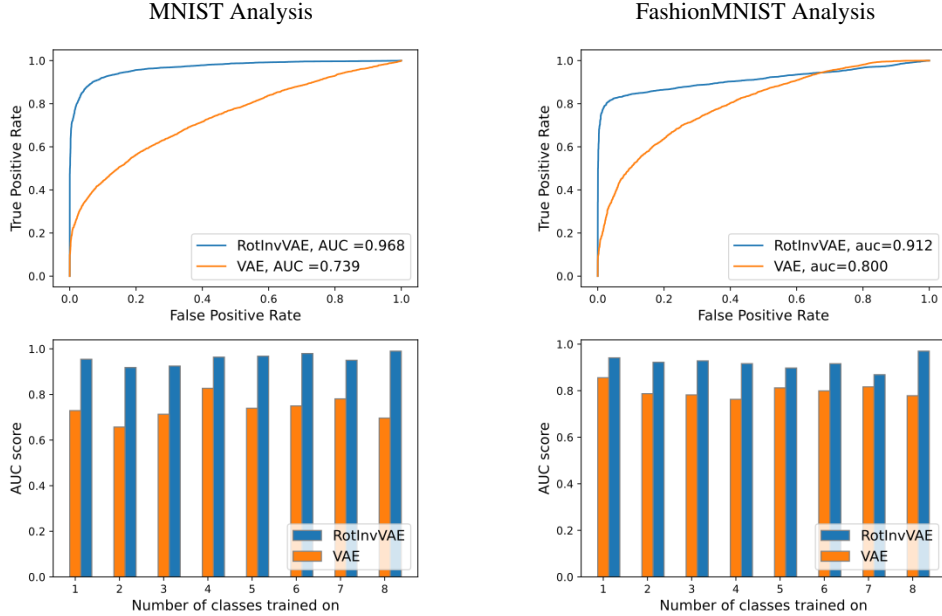 MNIST Analysis
FashionMNIST Analysis
True Positive Rate
1.0
0.8
0.6
0.4
0.2
0.0
RotInvVAE, AUC =0.968
VAE, AUC =0.739
0.0 0.2 0.4 0.6 0.8 1.0
False Positive Rate
True Positive Rate
1.0
0.8
0.6
0.4
0.2
0.0
RotInvVAE, auc=0.912
VAE, auc=0.800
0.0 0.2 0.4 0.6 0.8 1.0
False Positive Rate
AUC score
1.0
0.8
0.6
0.4
0.2
0.0
RotInvVAE
VAE
1 2 3 4 5 6 7 8
Number of classes trained on
AUC score
1.0
0.8
0.6
0.4
0.2
0.0
RotInvVAE
VAE
1 2 3 4 5 6 7 8
Number of classes trained on